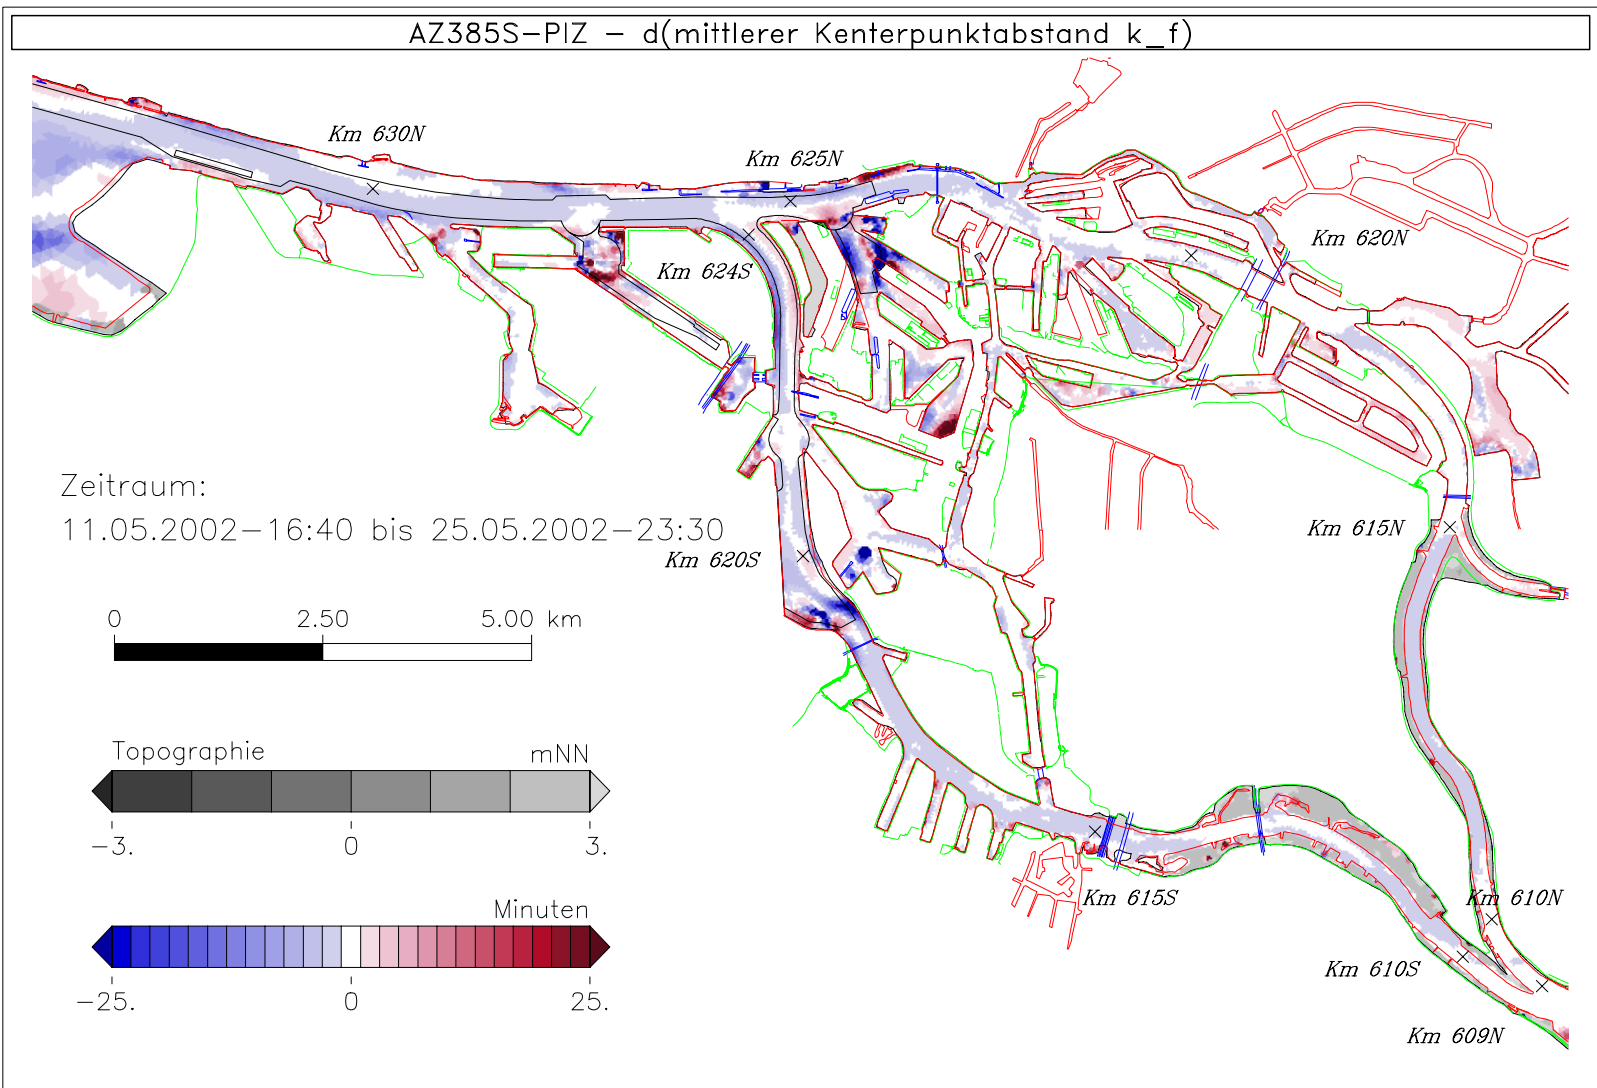 AZ385S-PIZ - d(mittlerer Kenterpunktabstand k_f)
Km 630N
Km 625N
Km 620N
Km 624S
Zeitraum:
11.05.2002-16:40 bis 25.05.2002-23:30
Km 615N
Km 620S
0 2.50 5.00 km
Topographie mNN
-3. 0 3.
Minuten
-25. 0 25.
Km 615S
Km 610N
Km 610S
Km 609N